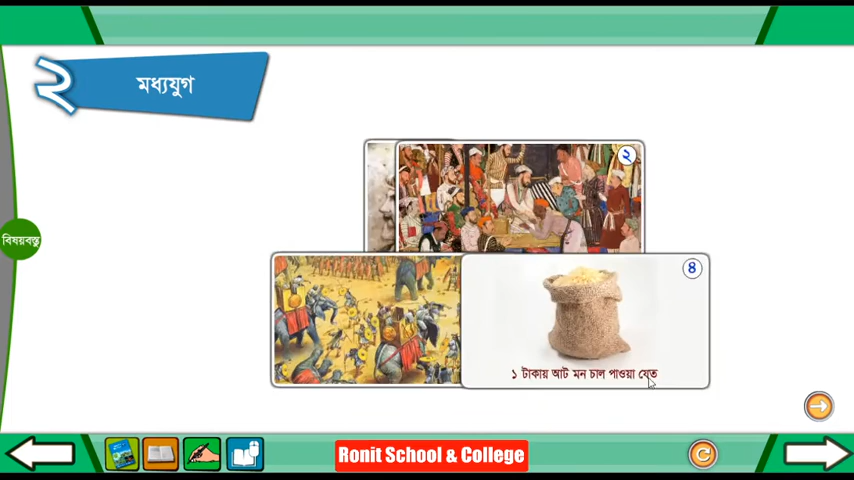 ২
মধ্যযুগ
২
৪
১ টাকায় আট মন চাল পাওয়া যেত
বিষয়বস্তু
Ronit School & College